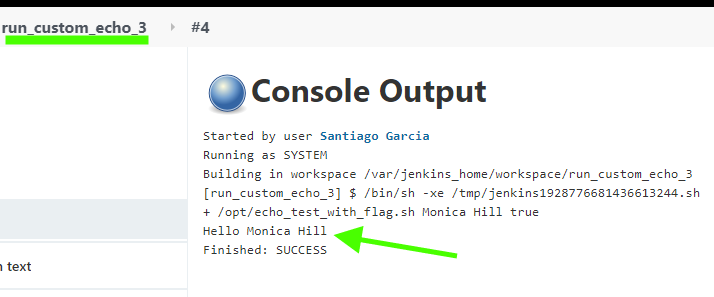 run_custom_echo_3 #4
Console Output
Started by user Santiago Garcia
Running as SYSTEM
Building in workspace /var/jenkins_home/workspace/run_custom_echo_3
[run_custom_echo_3] $ /bin/sh -xe /tmp/jenkins1928776681436613244.sh
+ /opt/echo_test_with_flag.sh Monica Hill true
Hello Monica Hill
Finished: SUCCESS
n text